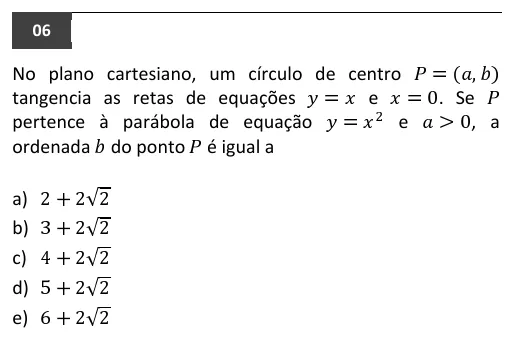 06
No plano cartesiano, um círculo de centro P = (a, b)
tangencia as retas de equações y = x e x = 0. Se P
pertence à parábola de equação y = x² e a > 0, a
ordenada b do ponto P é igual a
a) 2 + 2√2
b) 3 + 2√2
c) 4 + 2√2
d) 5 + 2√2
e) 6 + 2√2